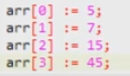 arr[0] := 5;
arr[1] := 7;
arr[2] := 15;
arr[3] := 45;